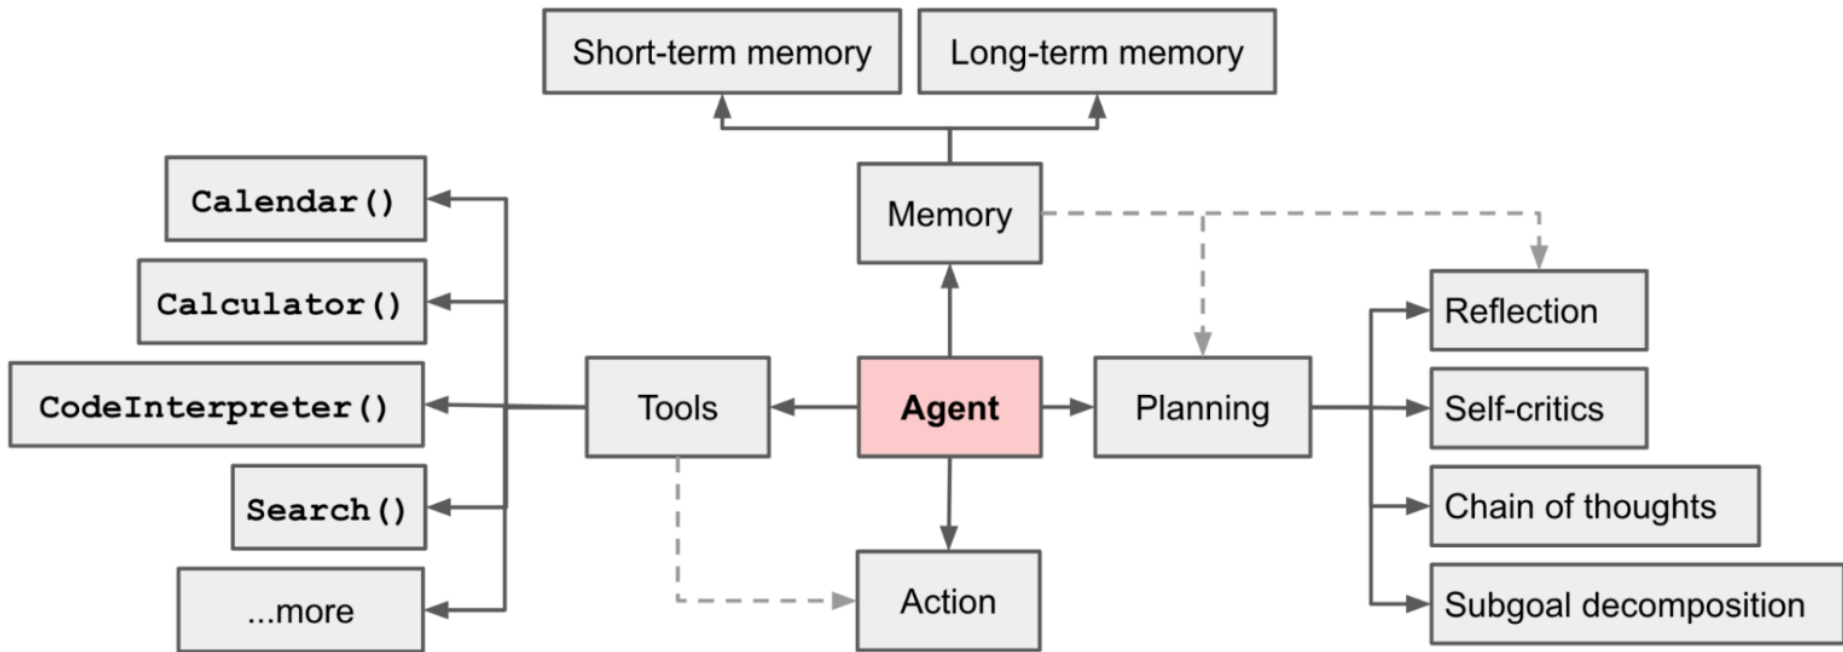 Short-term memory
Long-term memory
Calendar()
Memory
Calculator()
Reflection
CodeInterpreter()
Tools
Agent
Planning
Self-critics
Search()
Chain of thoughts
...more
Action
Subgoal decomposition